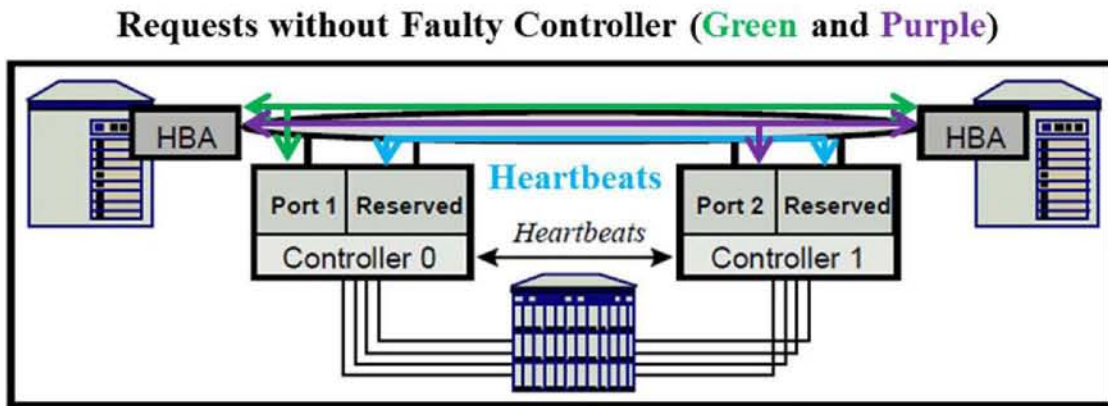 Requests without Faulty Controller (Green and Purple)
HBA
HBA
Heartbeats
Port 1
Reserved
Port 2
Reserved
Heartbeats
Controller 0
Controller 1